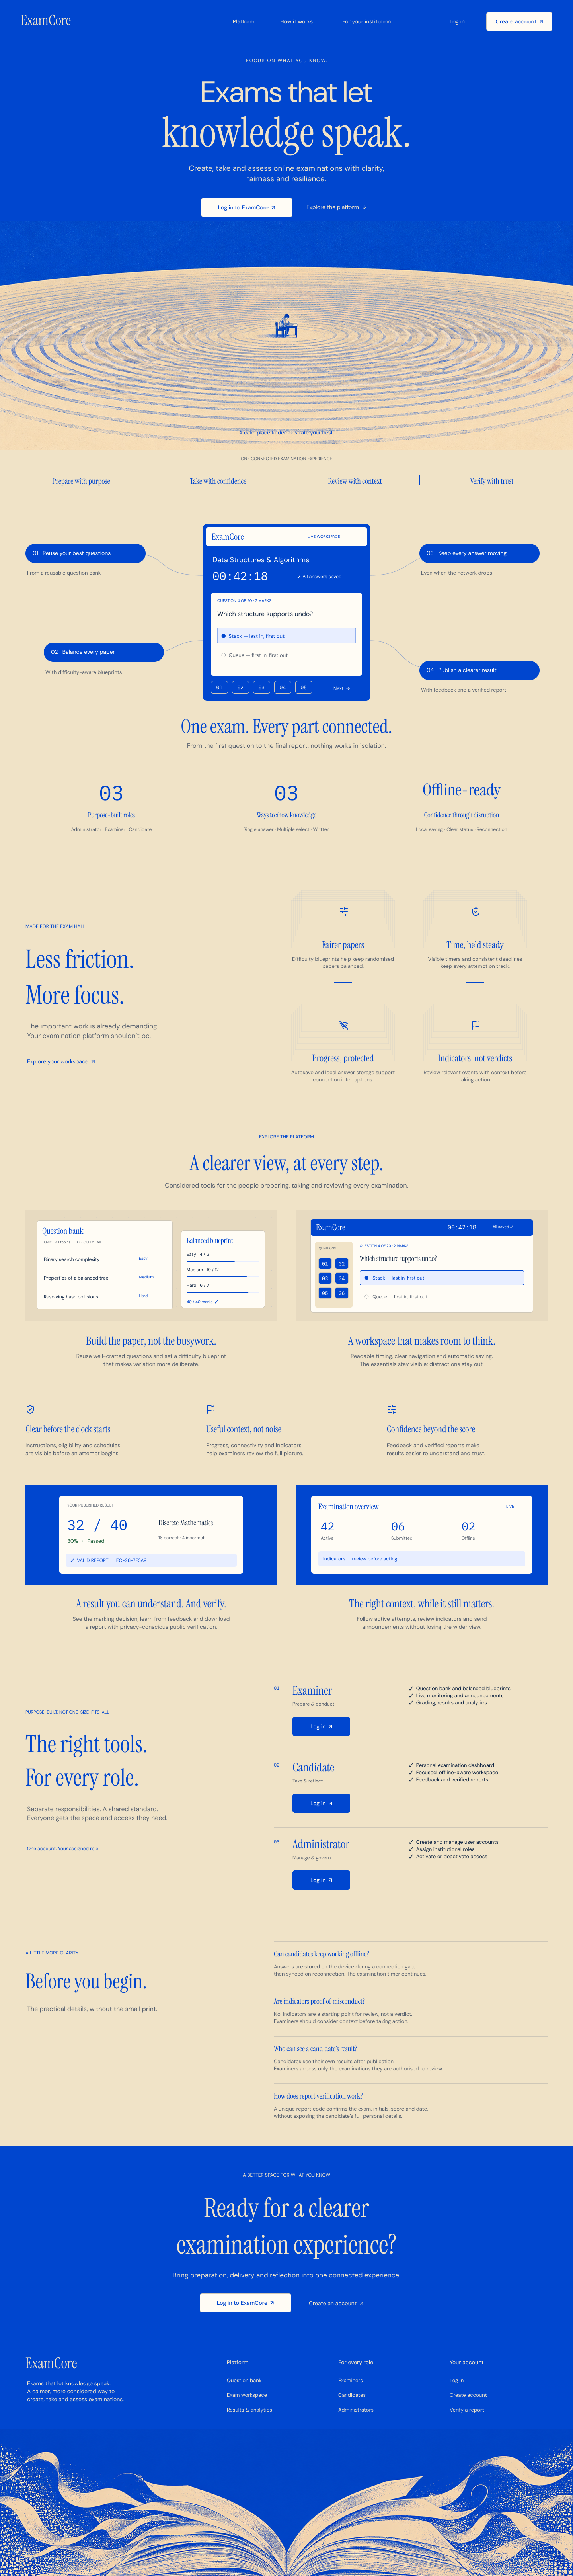 ExamCore
Platform
How it works
For your institution
Log in
Create account ↗
FOCUS ON WHAT YOU KNOW.
Exams that let
knowledge speak.
Create, take and assess online examinations with clarity,
fairness and resilience.
Log in to ExamCore ↗
Explore the platform ↓
A calm place to demonstrate your best.
ONE CONNECTED EXAMINATION EXPERIENCE
Prepare with purpose
Take with confidence
Review with context
Verify with trust
01 Reuse your best questions
From a reusable question bank
02 Balance every paper
With difficulty-aware blueprints
ExamCore
LIVE WORKSPACE
Data Structures & Algorithms
00:42:18
✓ All answers saved
QUESTION 4 OF 20 · 2 MARKS
Which structure supports undo?
Stack — last in, first out
Queue — first in, first out
01
02
03
04
05
Next →
03 Keep every answer moving
Even when the network drops
04 Publish a clearer result
With feedback and a verified report
One exam. Every part connected.
From the first question to the final report, nothing works in isolation.
03
Purpose-built roles
Administrator · Examiner · Candidate
03
Ways to show knowledge
Single answer · Multiple select · Written
Offline-ready
Confidence through disruption
Local saving · Clear status · Reconnection
MADE FOR THE EXAM HALL
Less friction.
More focus.
The important work is already demanding.
Your examination platform shouldn't be.
Explore your workspace ↗
Fairer papers
Difficulty blueprints help keep randomised
papers balanced.
Time, held steady
Visible timers and consistent deadlines
keep every attempt on track.
Progress, protected
Autosave and local answer storage support
connection interruptions.
Indicators, not verdicts
Review relevant events with context before
taking action.
EXPLORE THE PLATFORM
A clearer view, at every step.
Considered tools for the people preparing, taking and reviewing every examination.
Question bank
TOPIC All topics DIFFICULTY All
Binary search complexity
Easy
Properties of a balanced tree
Medium
Resolving hash collisions
Hard
Balanced blueprint
Easy 4 / 6
Medium 10 / 12
Hard 6 / 7
40 / 40 marks ✓
Build the paper, not the busywork.
Reuse well-crafted questions and set a difficulty blueprint
that makes variation more deliberate.
ExamCore
00:42:18
All saved ✓
QUESTIONS
01
02
03
04
05
06
QUESTION 4 OF 20 · 2 MARKS
Which structure supports undo?
Stack — last in, first out
Queue — first in, first out
A workspace that makes room to think.
Readable timing, clear navigation and automatic saving.
The essentials stay visible; distractions stay out.
Clear before the clock starts
Instructions, eligibility and schedules
are visible before an attempt begins.
Useful context, not noise
Progress, connectivity and indicators
help examiners review the full picture.
Confidence beyond the score
Feedback and verified reports make
results easier to understand and trust.
YOUR PUBLISHED RESULT
32 / 40
80% · Passed
Discrete Mathematics
16 correct · 4 incorrect
✓ VALID REPORT EC-26-7F3A9
A result you can understand. And verify.
See the marking decision, learn from feedback and download
a report with privacy-conscious public verification.
Examination overview
LIVE
42
Active
06
Submitted
02
Offline
Indicators — review before acting
The right context, while it still matters.
Follow active attempts, review indicators and send
announcements without losing the wider view.
PURPOSE-BUILT, NOT ONE-SIZE-FITS-ALL
The right tools.
For every role.
Separate responsibilities. A shared standard.
Everyone gets the space and access they need.
One account. Your assigned role.
01
Examiner
Prepare & conduct
Log in ↗
✓ Question bank and balanced blueprints
✓ Live monitoring and announcements
✓ Grading, results and analytics
02
Candidate
Take & reflect
Log in ↗
✓ Personal examination dashboard
✓ Focused, offline-aware workspace
✓ Feedback and verified reports
03
Administrator
Manage & govern
Log in ↗
✓ Create and manage user accounts
✓ Assign institutional roles
✓ Activate or deactivate access
A LITTLE MORE CLARITY
Before you begin.
The practical details, without the small print.
Can candidates keep working offline?
Answers are stored on the device during a connection gap,
then synced on reconnection. The examination timer continues.
Are indicators proof of misconduct?
No. Indicators are a starting point for review, not a verdict.
Examiners should consider context before taking action.
Who can see a candidate's result?
Candidates see their own results after publication.
Examiners access only the examinations they are authorised to review.
How does report verification work?
A unique report code confirms the exam, initials, score and date,
without exposing the candidate's full personal details.
A BETTER SPACE FOR WHAT YOU KNOW
Ready for a clearer
examination experience?
Bring preparation, delivery and reflection into one connected experience.
Log in to ExamCore ↗
Create an account ↗
ExamCore
Exams that let knowledge speak.
A calmer, more considered way to
create, take and assess examinations.
Platform
Question bank
Exam workspace
Results & analytics
For every role
Examiners
Candidates
Administrators
Your account
Log in
Create account
Verify a report